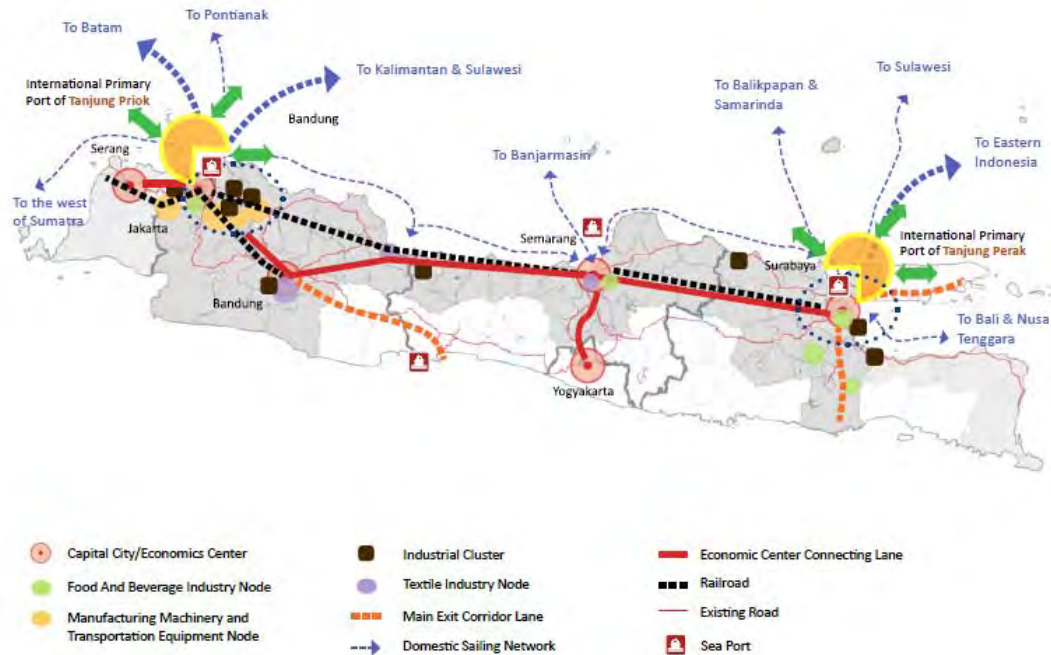 To Batam
To Pontianak
To Kalimantan & Sulawesi
International Primary
Port of Tanjung Priok
Bandung
Serang
To the west
of Sumatra
Jakarta
Bandung
To Banjarmasin
Semarang
Yogyakarta
To Balikpapan &
Samarinda
To Sulawesi
To Eastern
Indonesia
International Primary
Port of Tanjung Perak
Surabaya
To Bali & Nusa
Tenggara
Capital City/Economics Center
Food And Beverage Industry Node
Manufacturing Machinery and
Transportation Equipment Node
Industrial Cluster
Textile Industry Node
Main Exit Corridor Lane
Domestic Sailing Network
Economic Center Connecting Lane
Railroad
Existing Road
Sea Port